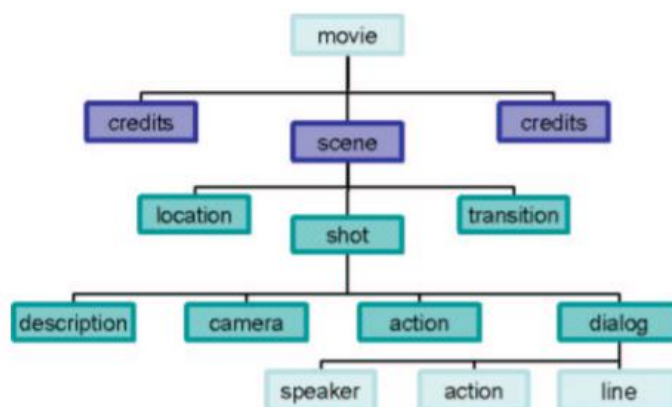 movie
credits
scene
credits
location
shot
transition
description
camera
action
dialog
speaker
action
line